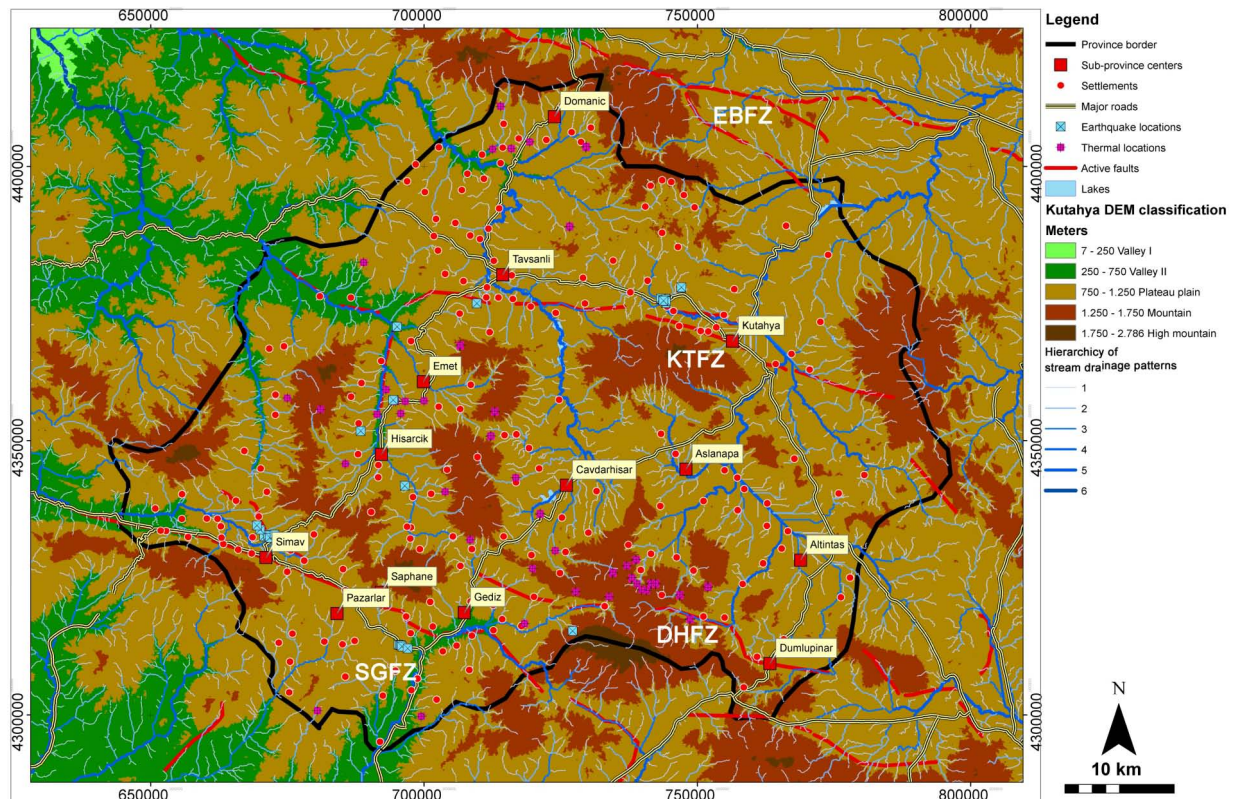 650000 700000 750000 800000
Legend
Province border
Sub-province centers
Settlements
Major roads
Earthquake locations
Thermal locations
Active faults
Lakes
Kutahya DEM classification
Meters
7 - 250 Valley I
250 - 750 Valley II
750 - 1.250 Plateau plain
1.250 - 1.750 Mountain
1.750 - 2.786 High mountain
Hierarchicy of
stream drainage patterns
1
2
3
4
5
6
N
10 km
4400000
4350000
4300000
4400000
4350000
4300000
Domanic
EBFZ
Tavsanli
Kutahya
KTFZ
Emet
Hisarcik
Aslanapa
Cavdarhisar
Simav
Altintas
Saphane
Pazarlar
Gediz
DHFZ
Dumlupinar
SGFZ
650000 700000 750000 800000